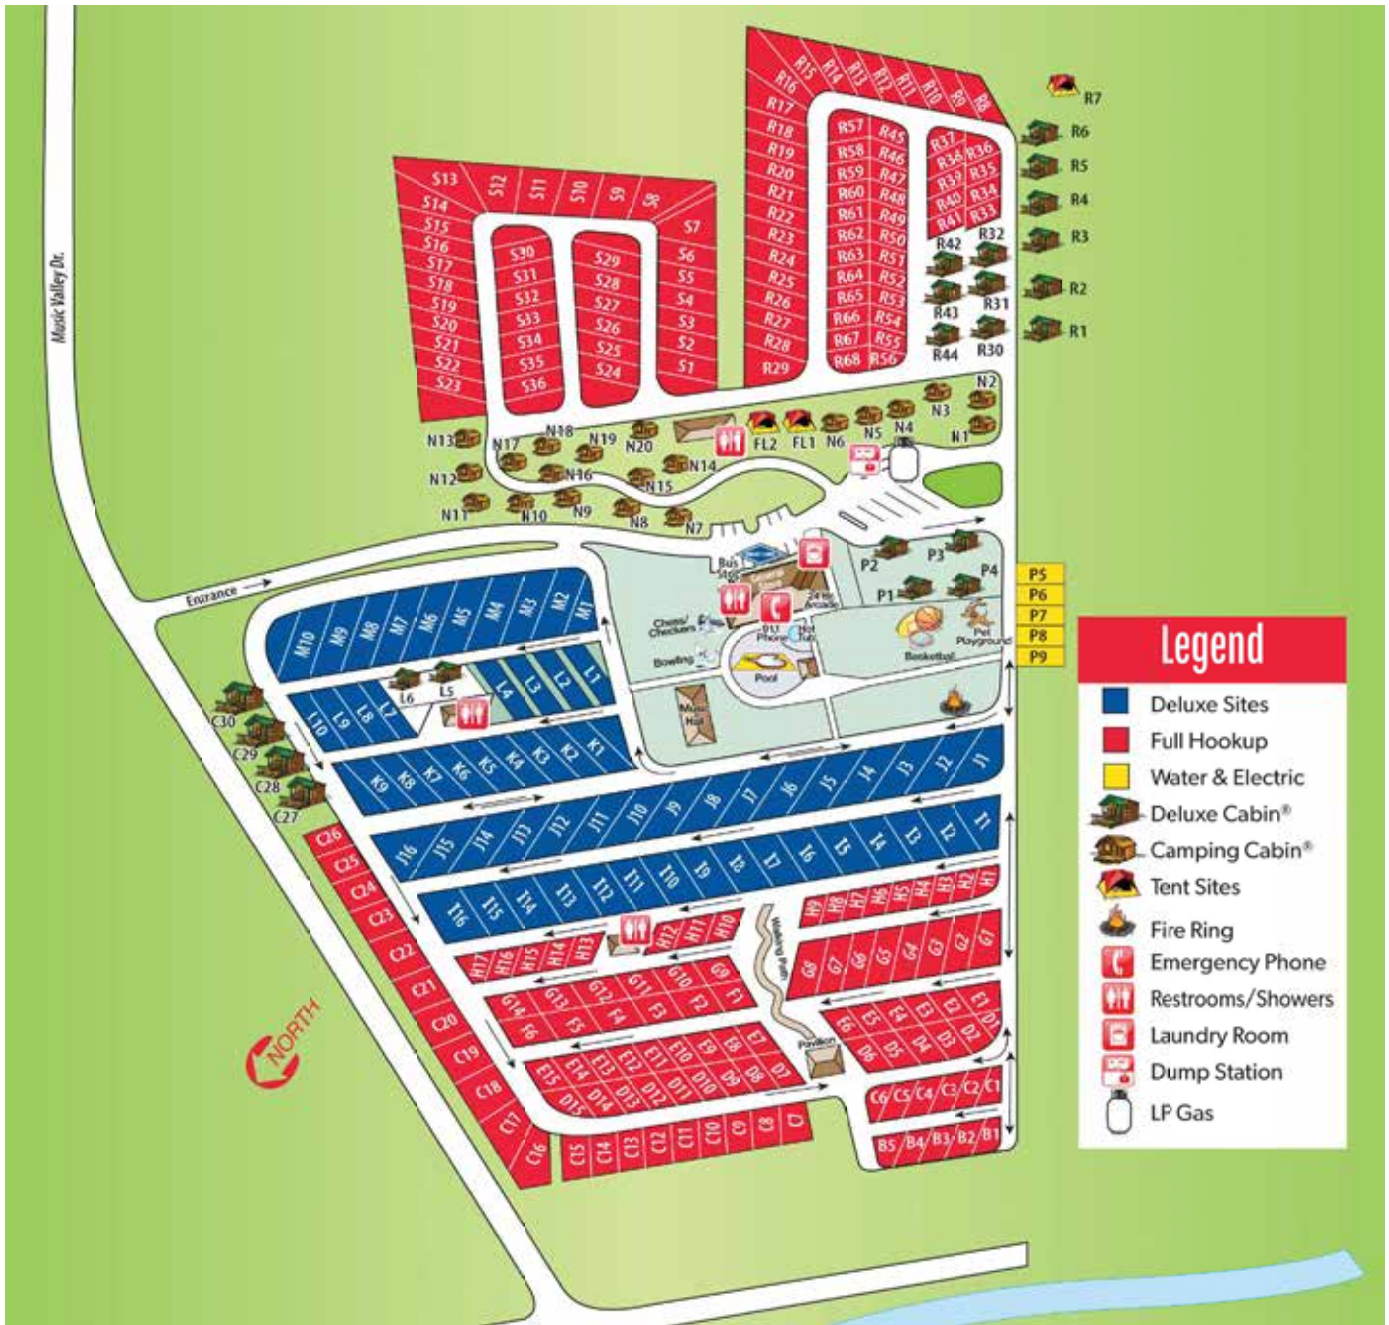 Music Valley Dr.
Entrance
R15
R14
R13
R12
R11
R10
R9
R8
R16
R17
R18
R19
R20
R21
R22
R23
R24
R25
R26
R27
R28
R29
R57
R58
R59
R60
R61
R62
R63
R64
R65
R66
R67
R68
R45
R46
R47
R48
R49
R50
R51
R52
R53
R54
R55
R56
R37
R38
R39
R40
R41
R36
R35
R34
R33
R42
R32
R43
R31
R44
R30
R7
R6
R5
R4
R3
R2
R1
S13
S12
S11
S10
S9
S8
S14
S15
S16
S17
S18
S19
S20
S21
S22
S23
S30
S31
S32
S33
S34
S35
S36
S29
S28
S27
S26
S25
S24
S7
S6
S5
S4
S3
S2
S1
N13
N17
N18
N19
N20
FL2
FL1
N6
N5
N4
N3
N2
N1
N12
N16
N15
N14
N11
N10
N9
N8
N7
Bus
Stop
24 Hr.
Arcade
911
Phone
Hot
Tub
Pool
Chess/
Checkers
Bowling
Music
Hall
Basketball
Pet
Playground
P2
P3
P1
P4
P5
P6
P7
P8
P9
M10
M9
M8
M7
M6
M5
M4
M3
M2
M1
L10
L9
L8
L7
L6
L5
L4
L3
L2
L1
K9
K8
K7
K6
K5
K4
K3
K2
K1
J16
J15
J14
J13
J12
J11
J10
J9
J8
J7
J6
J5
J4
J3
J2
J1
I16
I15
I14
I13
I12
I11
I10
I9
I8
I7
I6
I5
I4
I3
I2
I1
H17
H16
H15
H14
H13
H12
H11
H10
H9
H8
H7
H6
H5
H4
H3
H2
H1
Walking Path
G14
G13
G12
G11
G10
G9
G8
G7
G6
G5
G4
G3
G2
G1
F6
F5
F4
F3
F2
F1
E15
E14
E13
E12
E11
E10
E9
E8
E7
E6
E5
E4
E3
E2
E1
D15
D14
D13
D12
D11
D10
D9
D8
D7
D6
D5
D4
D3
D2
D1
Pavilion
C30
C29
C28
C27
C26
C25
C24
C23
C22
C21
C20
C19
C18
C17
C16
C15
C14
C13
C12
C11
C10
C9
C8
C7
C6
C5
C4
C3
C2
C1
B5
B4
B3
B2
B1
NORTH
Legend
Deluxe Sites
Full Hookup
Water & Electric
Deluxe Cabin®
Camping Cabin®
Tent Sites
Fire Ring
Emergency Phone
Restrooms/Showers
Laundry Room
Dump Station
LP Gas